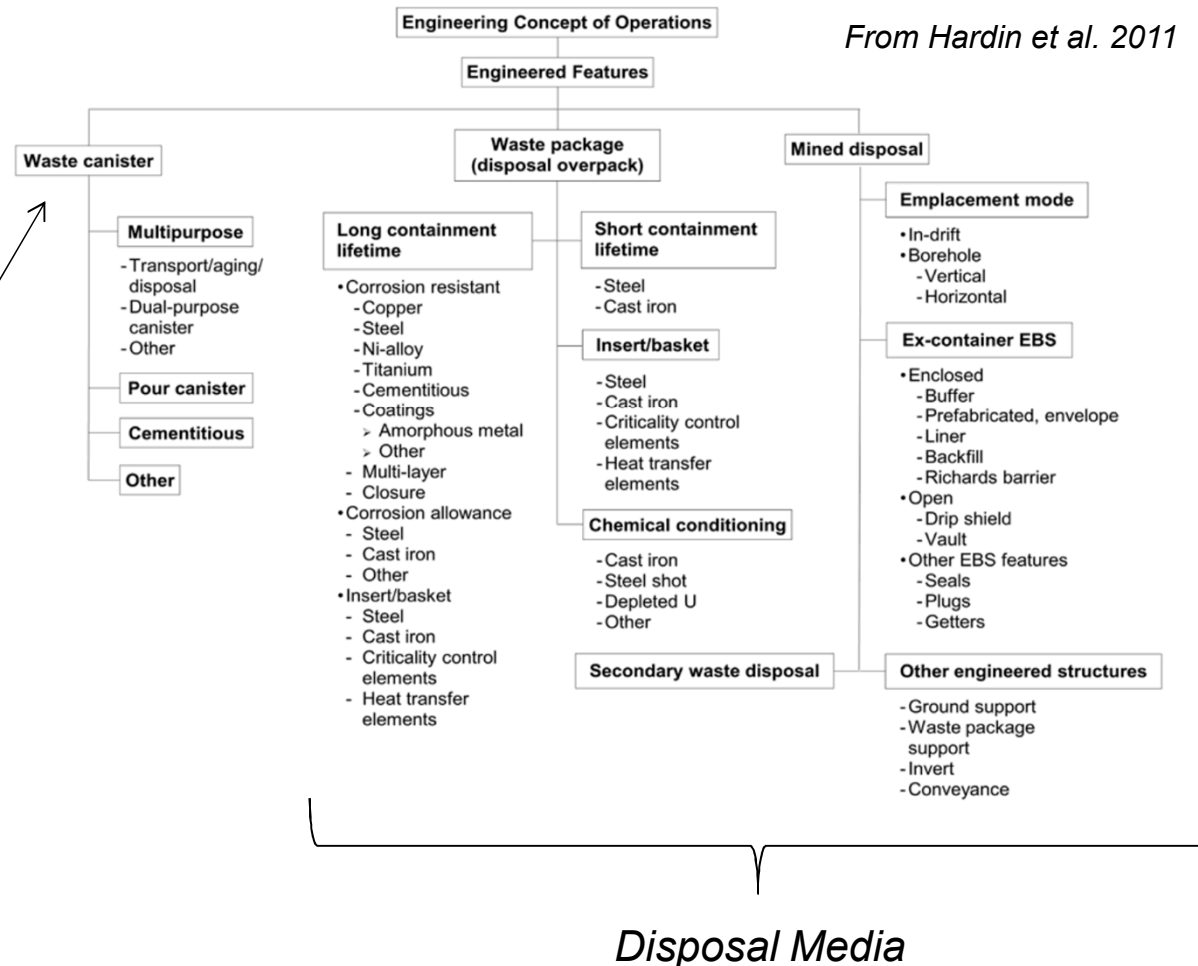 Engineering Concept of Operations
From Hardin et al. 2011
Engineered Features
Waste canister
Multipurpose
-Transport/aging/
disposal
-Dual-purpose
canister
-Other
Pour canister
Cementitious
Other
Waste package
(disposal overpack)
Long containment
lifetime
•Corrosion resistant
-Copper
-Steel
-Ni-alloy
-Titanium
-Cementitious
-Coatings
➢ Amorphous metal
➢ Other
- Multi-layer
- Closure
•Corrosion allowance
- Steel
- Cast iron
- Other
•Insert/basket
- Steel
- Cast iron
- Criticality control
elements
- Heat transfer
elements
Short containment
lifetime
-Steel
-Cast iron
Insert/basket
-Steel
-Cast iron
-Criticality control
elements
-Heat transfer
elements
Chemical conditioning
-Cast iron
-Steel shot
-Depleted U
-Other
Mined disposal
Emplacement mode
•In-drift
•Borehole
-Vertical
-Horizontal
Ex-container EBS
•Enclosed
-Buffer
-Prefabricated, envelope
-Liner
-Backfill
-Richards barrier
•Open
-Drip shield
-Vault
•Other EBS features
-Seals
-Plugs
-Getters
Secondary waste disposal
Other engineered structures
-Ground support
-Waste package
support
-Invert
-Conveyance
Disposal Media